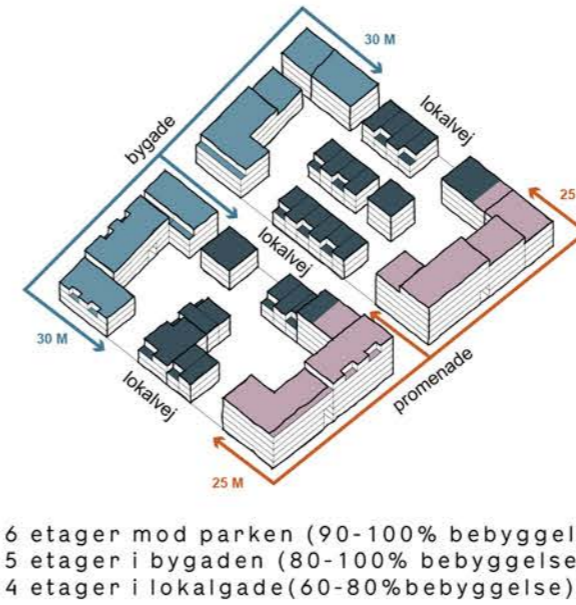 30 M
lokalvej
bygade
25
lokalvej
30 M
lokalvej
promenade
25 M
6 etager mod parken (90-100% bebyggel
5 etager i bygaden (80-100% bebyggelse
4 etager i lokalgade(60-80%bebyggelse)